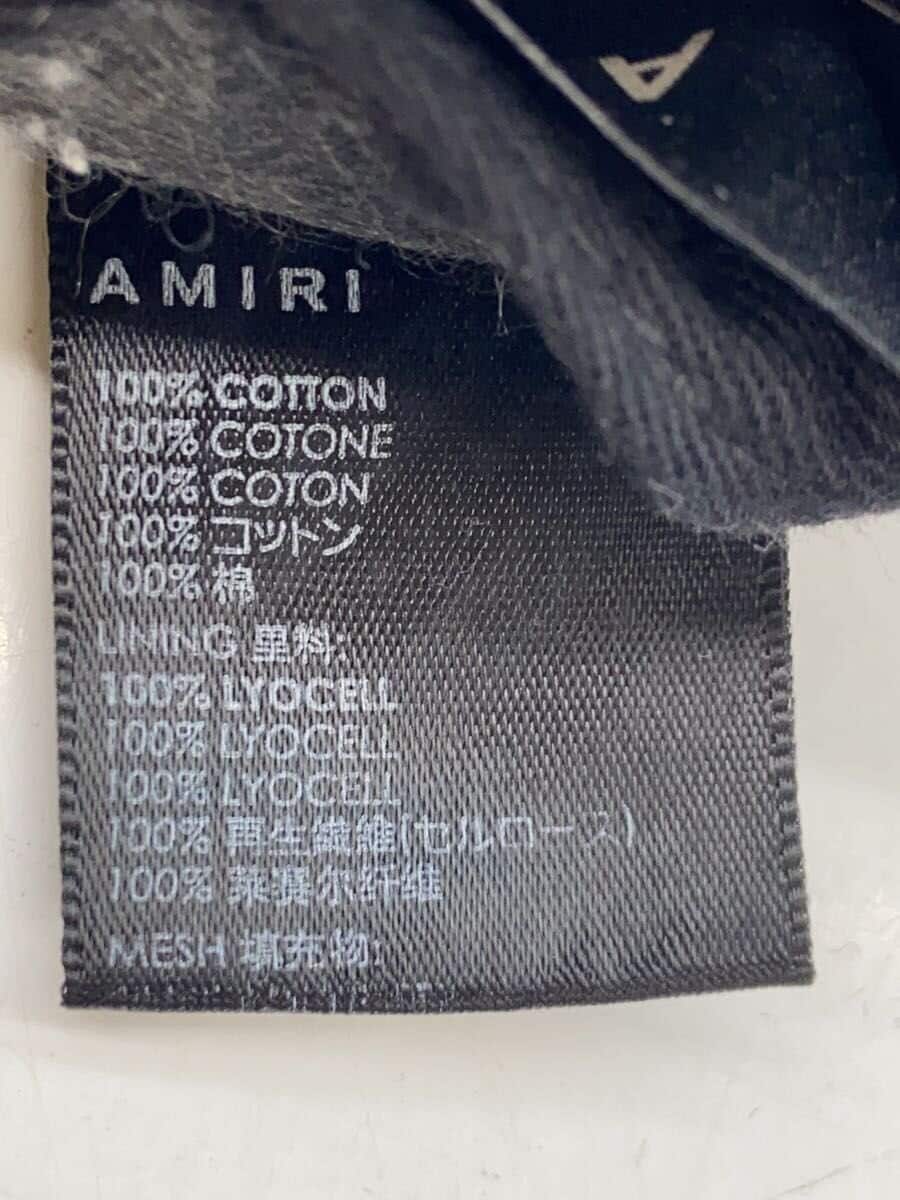 A
AMIRI
100% COTTON
100% COTONE
100% COTON
100% コットン
100% 棉
LINING 里料:
100% LYOCELL
100% LYOCELL
100% LYOCELL
100% 再生繊維(セルロース)
100% 莱赛尔纤维
MESH 填充物: